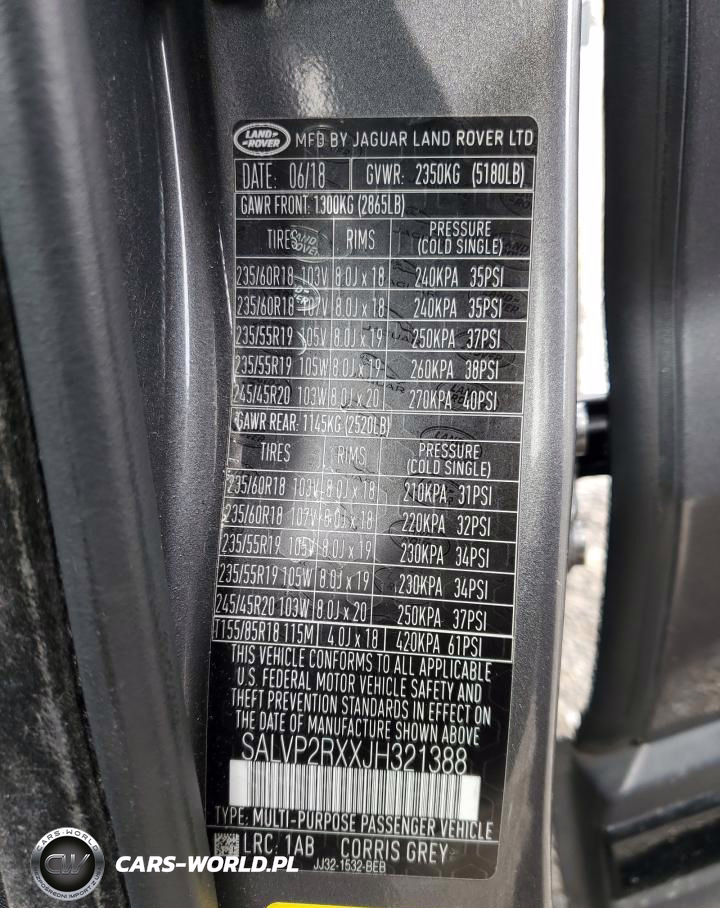 LAND ROVER MFD BY JAGUAR LAND ROVER LTD
DATE: 06/18 GVWR: 2350KG (5180LB)
GAWR FRONT: 1300KG (2865LB)
TIRES RIMS PRESSURE (COLD SINGLE)
235/60R18 103V 8.0J x 18 240KPA 35PSI
235/60R18 107V 8.0J x 18 240KPA 35PSI
235/55R19 105V 8.0J x 19 250KPA 37PSI
235/55R19 105W 8.0J x 19 260KPA 38PSI
245/45R20 103W 8.0J x 20 270KPA 40PSI
GAWR REAR: 1145KG (2520LB)
TIRES RIMS PRESSURE (COLD SINGLE)
235/60R18 103V 8.0J x 18 210KPA 31PSI
235/60R18 107V 8.0J x 18 220KPA 32PSI
235/55R19 105V 8.0J x 19 230KPA 34PSI
235/55R19 105W 8.0J x 19 230KPA 34PSI
245/45R20 103W 8.0J x 20 250KPA 37PSI
T155/85R18 115M 4.0J x 18 420KPA 61PSI
THIS VEHICLE CONFORMS TO ALL APPLICABLE
U.S. FEDERAL MOTOR VEHICLE SAFETY AND
THEFT PREVENTION STANDARDS IN EFFECT ON
THE DATE OF MANUFACTURE SHOWN ABOVE
SALVP2RXXJH321388
TYPE: MULTI-PURPOSE PASSENGER VEHICLE
LRC: 1AB CORRIS GREY
JJ32-1532-BEB
CARS-WORLD
CW
BEZPOŚREDNI IMPORT Z USA
CARS-WORLD.PL